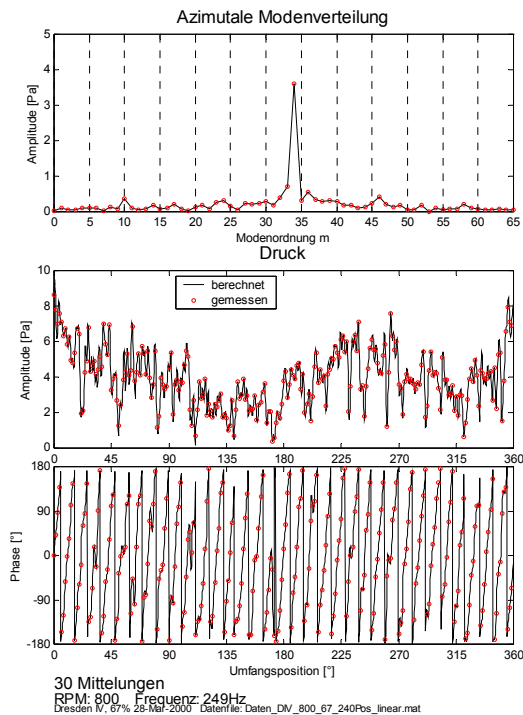 Azimutale Modenverteilung
5
4
3
2
1
0
Amplitude [Pa]
0 5 10 15 20 25 30 35 40 45 50 55 60 65
Modenordnung m
Druck
10
8
6
4
2
0
Amplitude [Pa]
berechnet
gemessen
0 45 90 135 180 225 270 315 360
180
90
0
-90
-180
Phase [°]
0 45 90 135 180 225 270 315 360
Umfangsposition [°]
30 Mittelungen
RPM: 800 Frequenz: 249Hz
Dresden IV, 67% 28-Mar-2000 Datenfile: Daten_DIV_800_67_240Pos_linear.mat